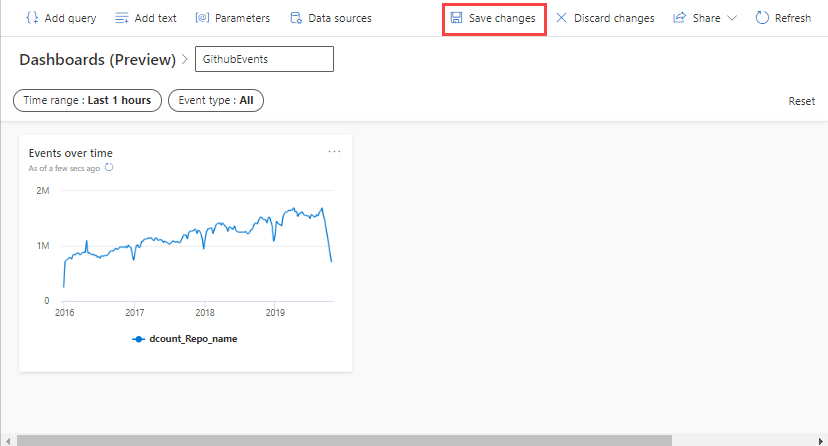 Add query Add text Parameters Data sources Save changes Discard changes Share Refresh
Dashboards (Preview) > GithubEvents
Time range : Last 1 hours Event type : All Reset
Events over time ...
As of a few secs ago
2M
1M
0
2016 2017 2018 2019
dcount_Repo_name